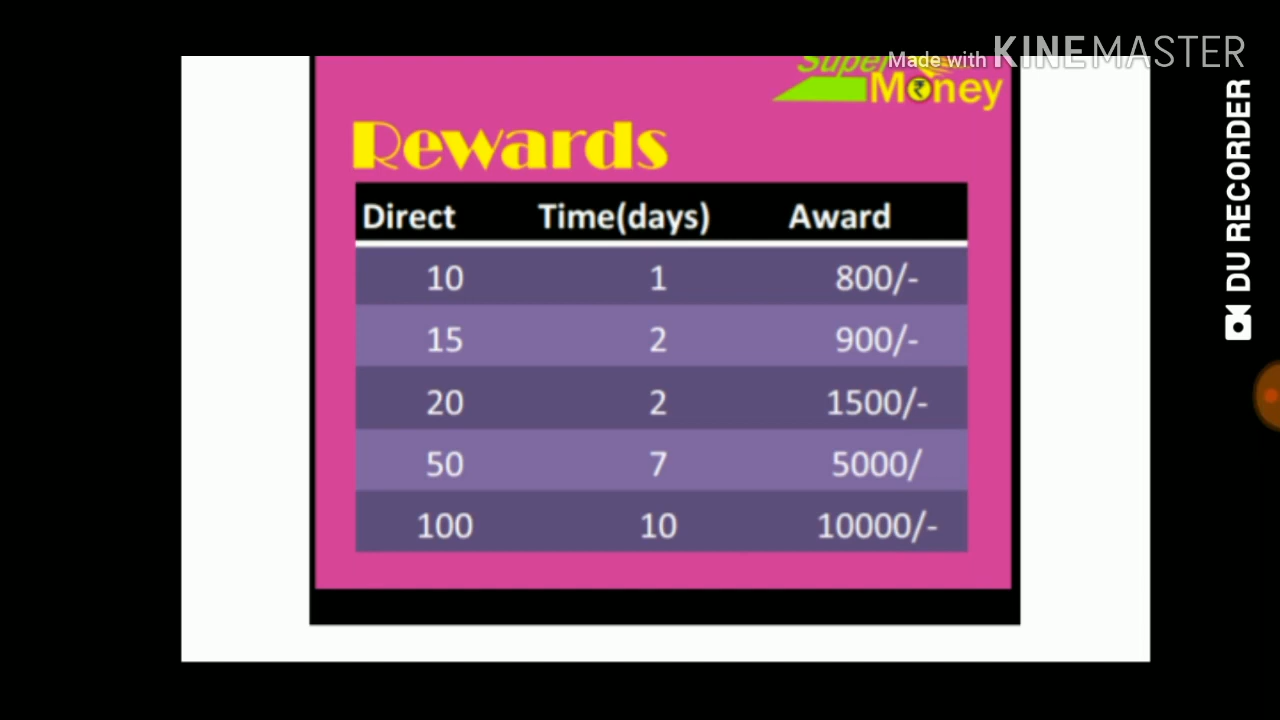 Made with KINEMASTER
Super
Money
Rewards
Direct Time(days) Award
10 1 800/-
15 2 900/-
20 2 1500/-
50 7 5000/
100 10 10000/-
DU RECORDER